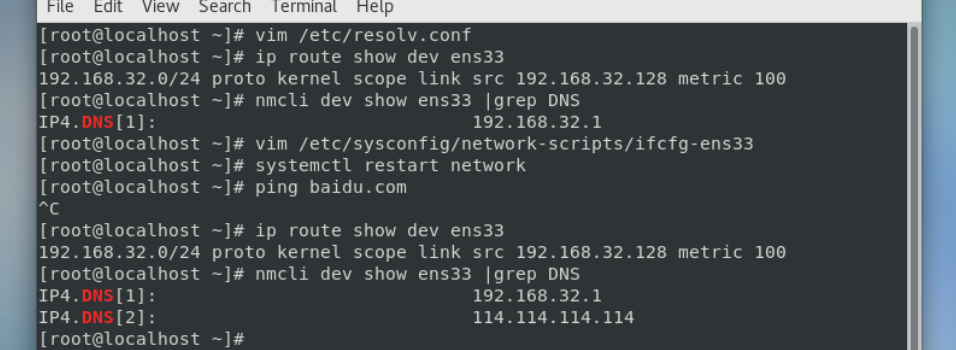 File Edit View Search Terminal Help
[root@localhost ~]# vim /etc/resolv.conf
[root@localhost ~]# ip route show dev ens33
192.168.32.0/24 proto kernel scope link src 192.168.32.128 metric 100
[root@localhost ~]# nmcli dev show ens33 |grep DNS
IP4.DNS[1]:                             192.168.32.1
[root@localhost ~]# vim /etc/sysconfig/network-scripts/ifcfg-ens33
[root@localhost ~]# systemctl restart network
[root@localhost ~]# ping baidu.com
^C
[root@localhost ~]# ip route show dev ens33
192.168.32.0/24 proto kernel scope link src 192.168.32.128 metric 100
[root@localhost ~]# nmcli dev show ens33 |grep DNS
IP4.DNS[1]:                             192.168.32.1
IP4.DNS[2]:                             114.114.114.114
[root@localhost ~]#